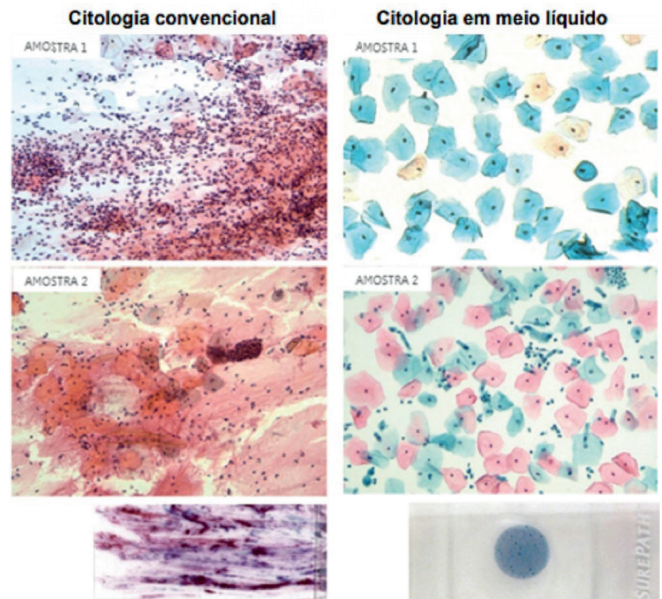 Citologia convencional
Citologia em meio líquido
AMOSTRA 1
AMOSTRA 1
AMOSTRA 2
AMOSTRA 2
SUREPATH